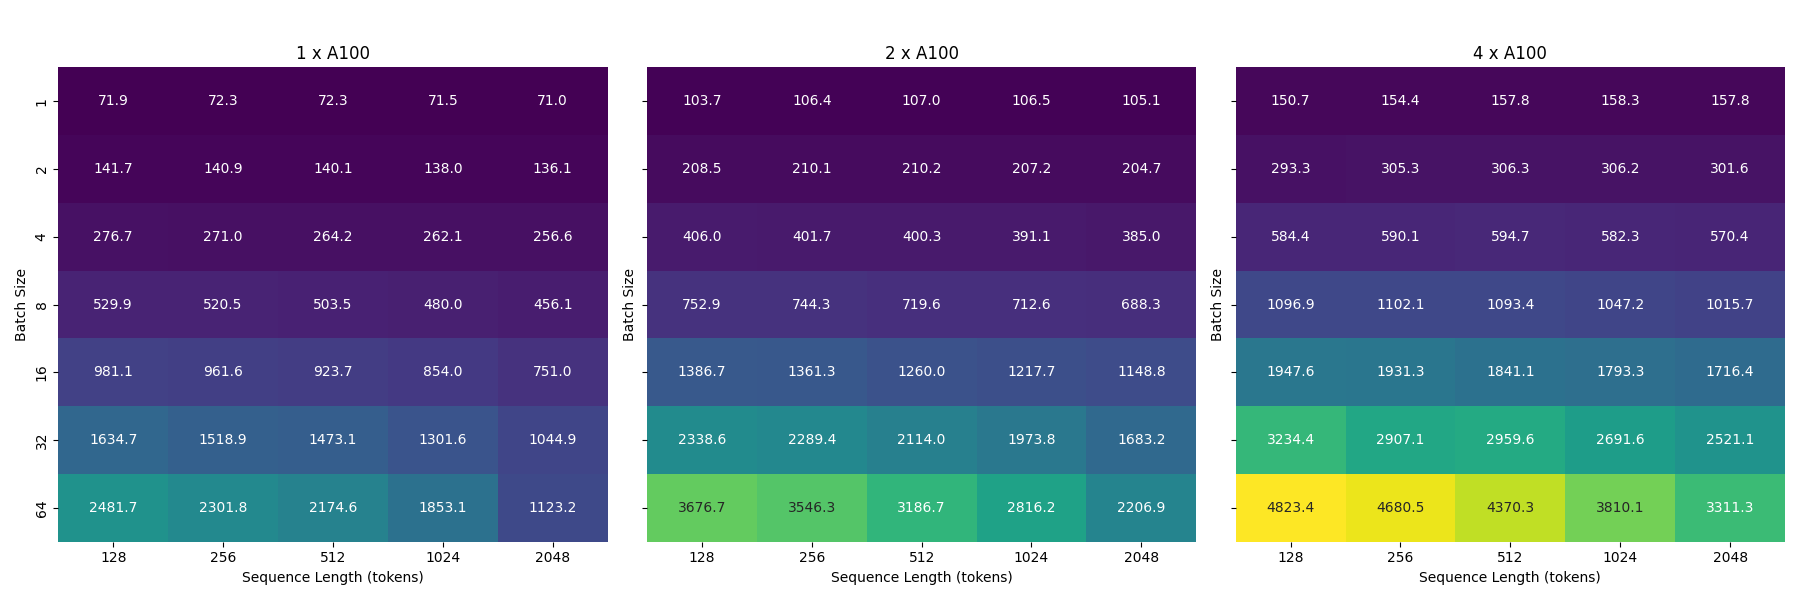 1 x A100
2 x A100
4 x A100
Batch Size
1
71.9 72.3 72.3 71.5 71.0
2
141.7 140.9 140.1 138.0 136.1
4
276.7 271.0 264.2 262.1 256.6
8
529.9 520.5 503.5 480.0 456.1
16
981.1 961.6 923.7 854.0 751.0
32
1634.7 1518.9 1473.1 1301.6 1044.9
64
2481.7 2301.8 2174.6 1853.1 1123.2
128 256 512 1024 2048
Sequence Length (tokens)
Batch Size
103.7 106.4 107.0 106.5 105.1
208.5 210.1 210.2 207.2 204.7
406.0 401.7 400.3 391.1 385.0
752.9 744.3 719.6 712.6 688.3
1386.7 1361.3 1260.0 1217.7 1148.8
2338.6 2289.4 2114.0 1973.8 1683.2
3676.7 3546.3 3186.7 2816.2 2206.9
128 256 512 1024 2048
Sequence Length (tokens)
Batch Size
150.7 154.4 157.8 158.3 157.8
293.3 305.3 306.3 306.2 301.6
584.4 590.1 594.7 582.3 570.4
1096.9 1102.1 1093.4 1047.2 1015.7
1947.6 1931.3 1841.1 1793.3 1716.4
3234.4 2907.1 2959.6 2691.6 2521.1
4823.4 4680.5 4370.3 3810.1 3311.3
128 256 512 1024 2048
Sequence Length (tokens)